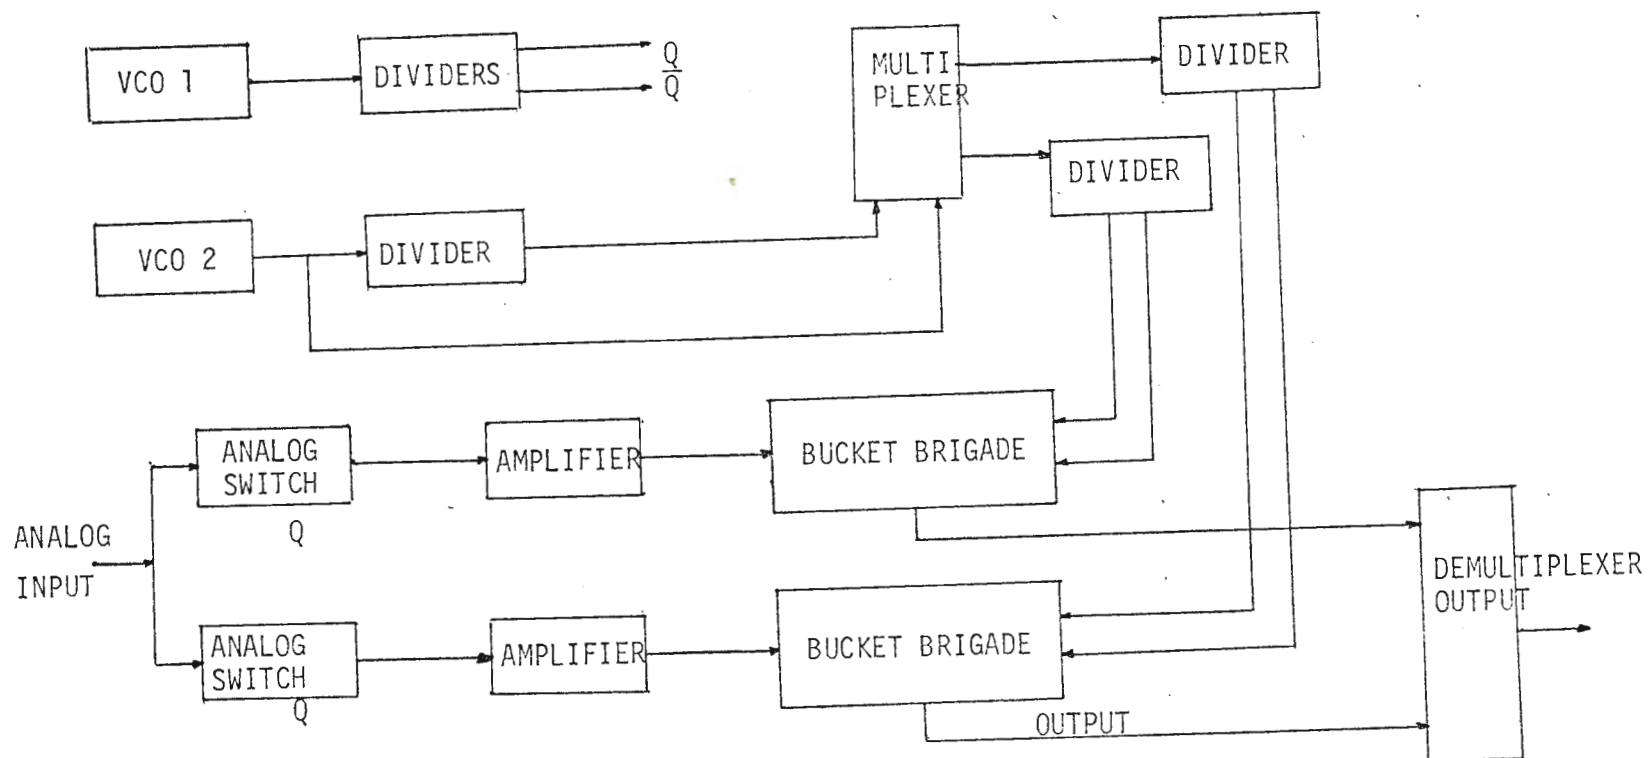 VCO 1
DIVIDERS
Q
Q̅
MULTI
PLEXER
DIVIDER
DIVIDER
VCO 2
DIVIDER
ANALOG
SWITCH
Q
AMPLIFIER
BUCKET BRIGADE
ANALOG
INPUT
ANALOG
SWITCH
Q
AMPLIFIER
BUCKET BRIGADE
OUTPUT
DEMULTIPLEXER
OUTPUT